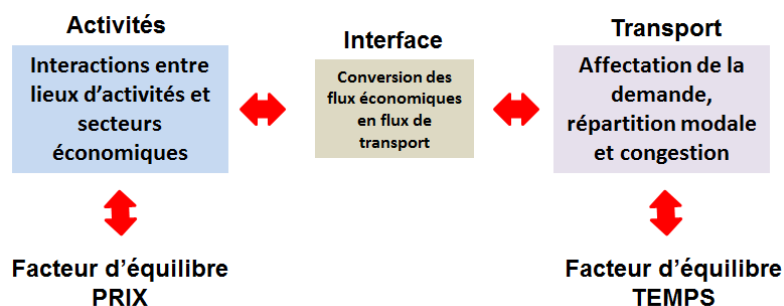 Activités
Interactions entre
lieux d'activités et
secteurs
économiques
Interface
Conversion des
flux économiques
en flux de
transport
Transport
Affectation de la
demande,
répartition modale
et congestion
Facteur d'équilibre
PRIX
Facteur d'équilibre
TEMPS